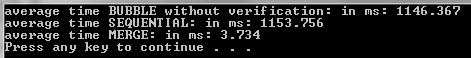 average time BUBBLE without verification: in ms: 1146.367
average time SEQUENTIAL: in ms: 1153.756
average time MERGE: in ms: 3.734
Press any key to continue . . .